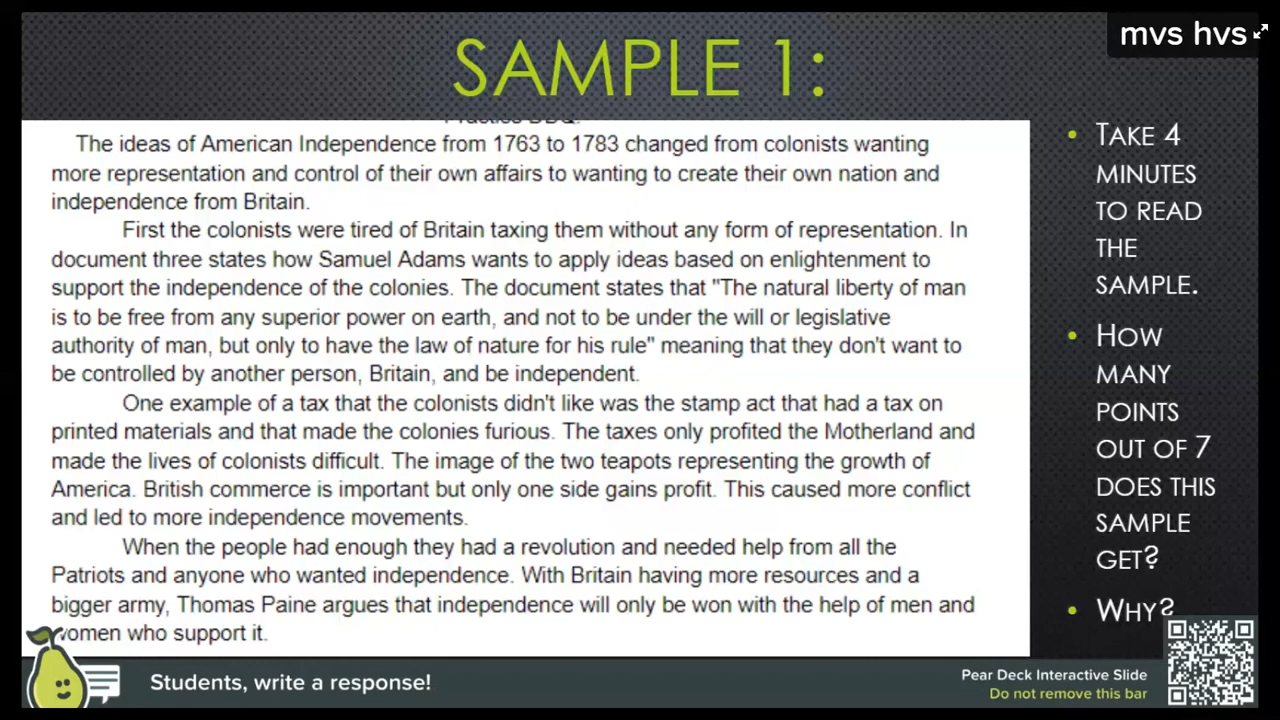 mvs hvs
SAMPLE 1:
Practice DBQ:
The ideas of American Independence from 1763 to 1783 changed from colonists wanting
more representation and control of their own affairs to wanting to create their own nation and
independence from Britain.
First the colonists were tired of Britain taxing them without any form of representation. In
document three states how Samuel Adams wants to apply ideas based on enlightenment to
support the independence of the colonies. The document states that "The natural liberty of man
is to be free from any superior power on earth, and not to be under the will or legislative
authority of man, but only to have the law of nature for his rule" meaning that they don't want to
be controlled by another person, Britain, and be independent.
One example of a tax that the colonists didn't like was the stamp act that had a tax on
printed materials and that made the colonies furious. The taxes only profited the Motherland and
made the lives of colonists difficult. The image of the two teapots representing the growth of
America. British commerce is important but only one side gains profit. This caused more conflict
and led to more independence movements.
When the people had enough they had a revolution and needed help from all the
Patriots and anyone who wanted independence. With Britain having more resources and a
bigger army, Thomas Paine argues that independence will only be won with the help of men and
women who support it.
TAKE 4
MINUTES
TO READ
THE
SAMPLE.
HOW
MANY
POINTS
OUT OF 7
DOES THIS
SAMPLE
GET?
WHY?
Students, write a response!
Pear Deck Interactive Slide
Do not remove this bar